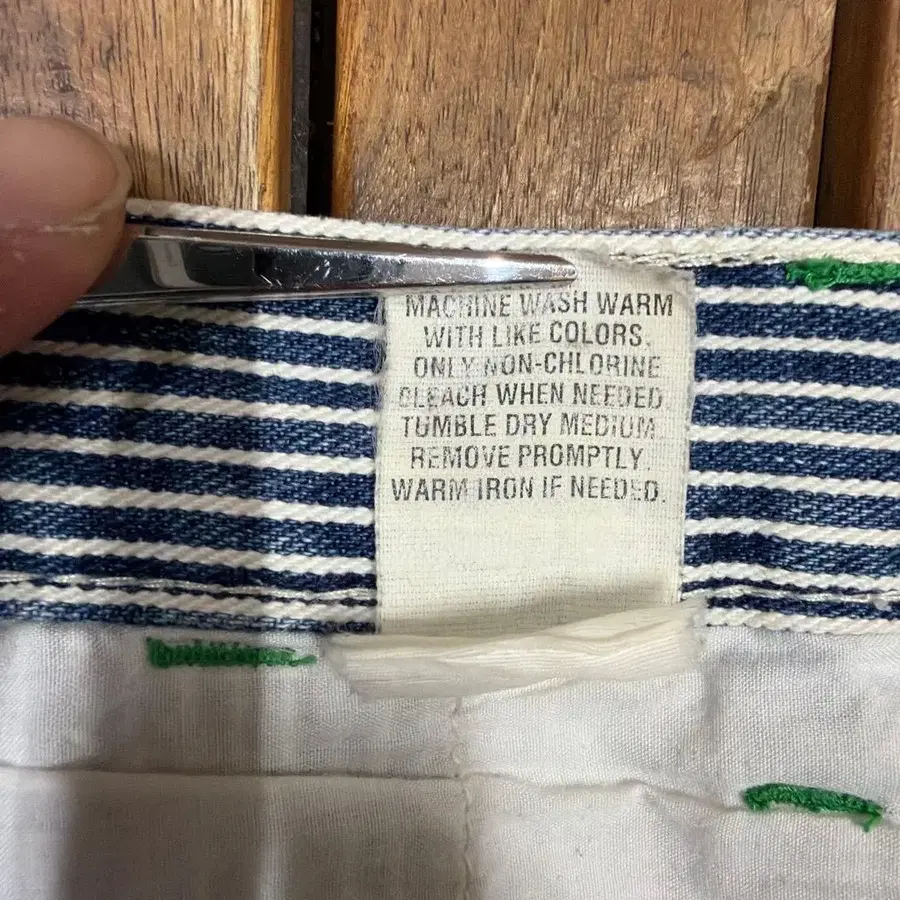 MACHINE WASH WARM
WITH LIKE COLORS.
ONLY NON-CHLORINE
BLEACH WHEN NEEDED.
TUMBLE DRY MEDIUM.
REMOVE PROMPTLY.
WARM IRON IF NEEDED.